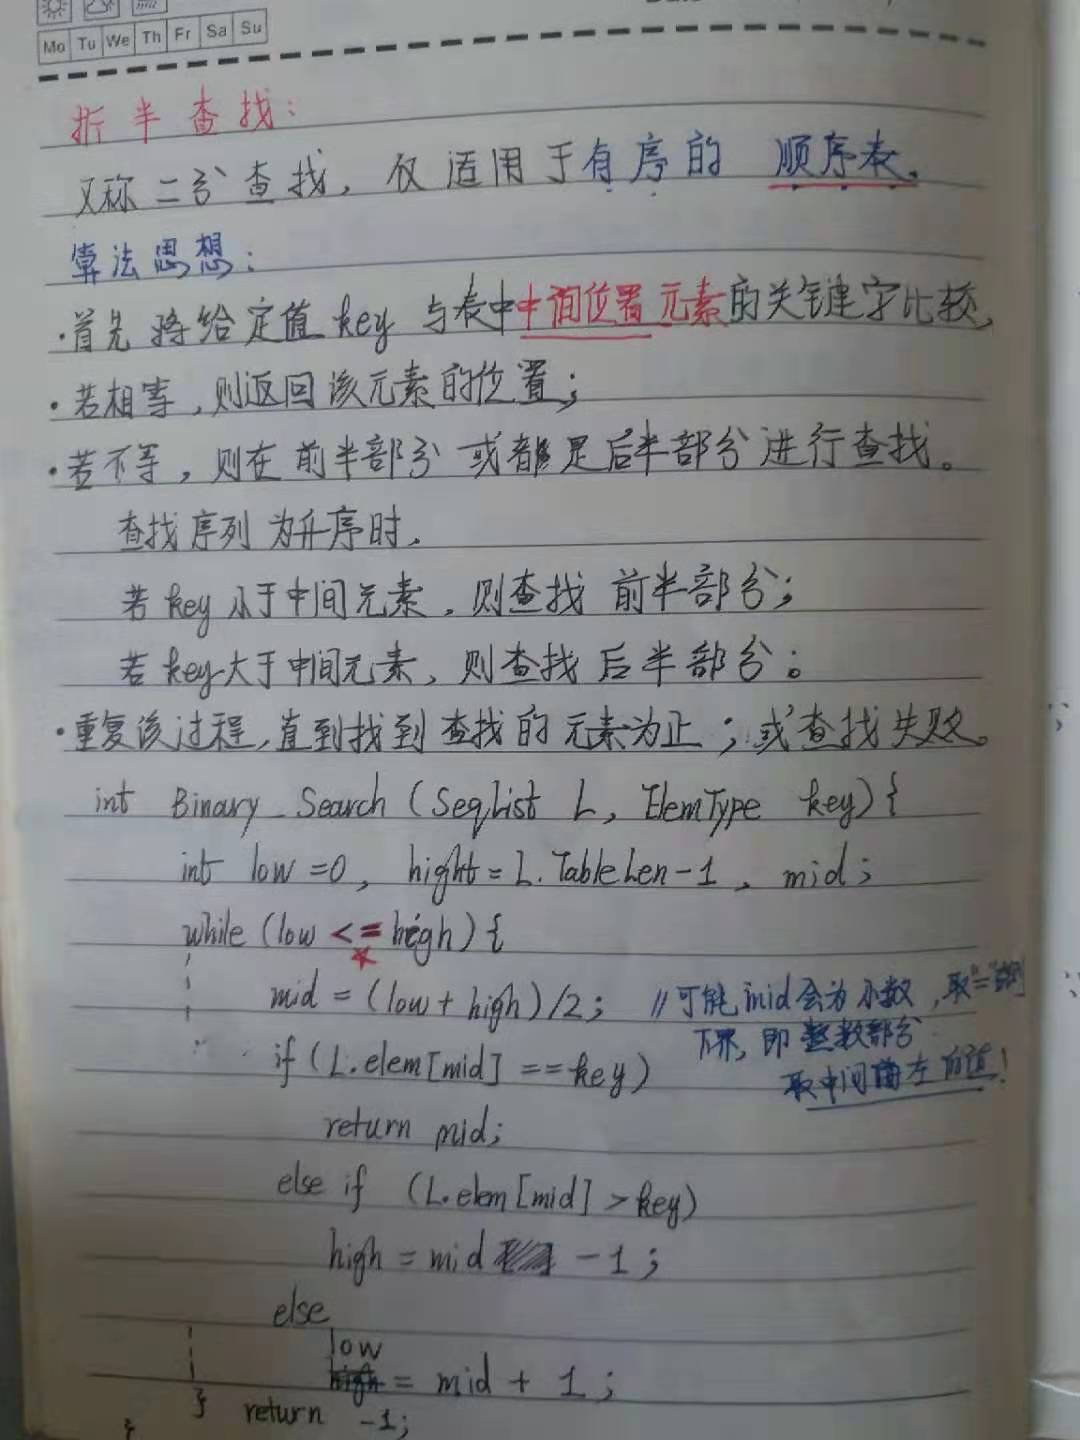 Mo Tu We Th Fr Sa Su
折半查找:
又称二分查找, 仅适用于有序的 顺序表。
算法思想:
·首先将给定值key与表中中间位置元素的关键字比较,
·若相等,则返回该元素的位置;
·若不等,则在前半部分或者是后半部分进行查找。
查找序列为升序时,
若key小于中间元素,则查找前半部分;
若key大于中间元素,则查找后半部分。
·重复该过程,直到找到查找的元素为止;或查找失败。
int Binary_Search (SeqList L, ElemType key){
int low=0, hight=L.TableLen-1, mid;
while (low <= high){
mid = (low + high)/2; //可能mid会为小数,取
下界,即整数部分
取中间 左
if (L.elem[mid] == key)
return mid;
else if (L.elem[mid] > key)
high = mid -1;
else
low
= mid + 1;
} return -1;
}